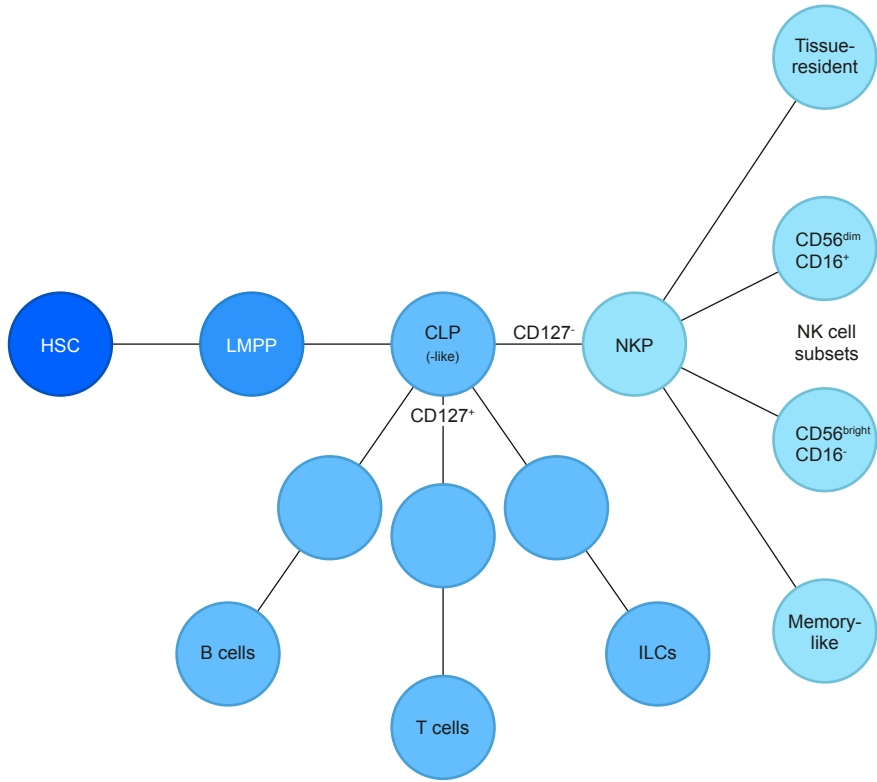 Tissue-
resident
CD56dim
CD16+
HSC
LMPP
CLP
(-like)
CD127-
NKP
NK cell
subsets
CD127+
CD56bright
CD16-
B cells
ILCs
Memory-
like
T cells